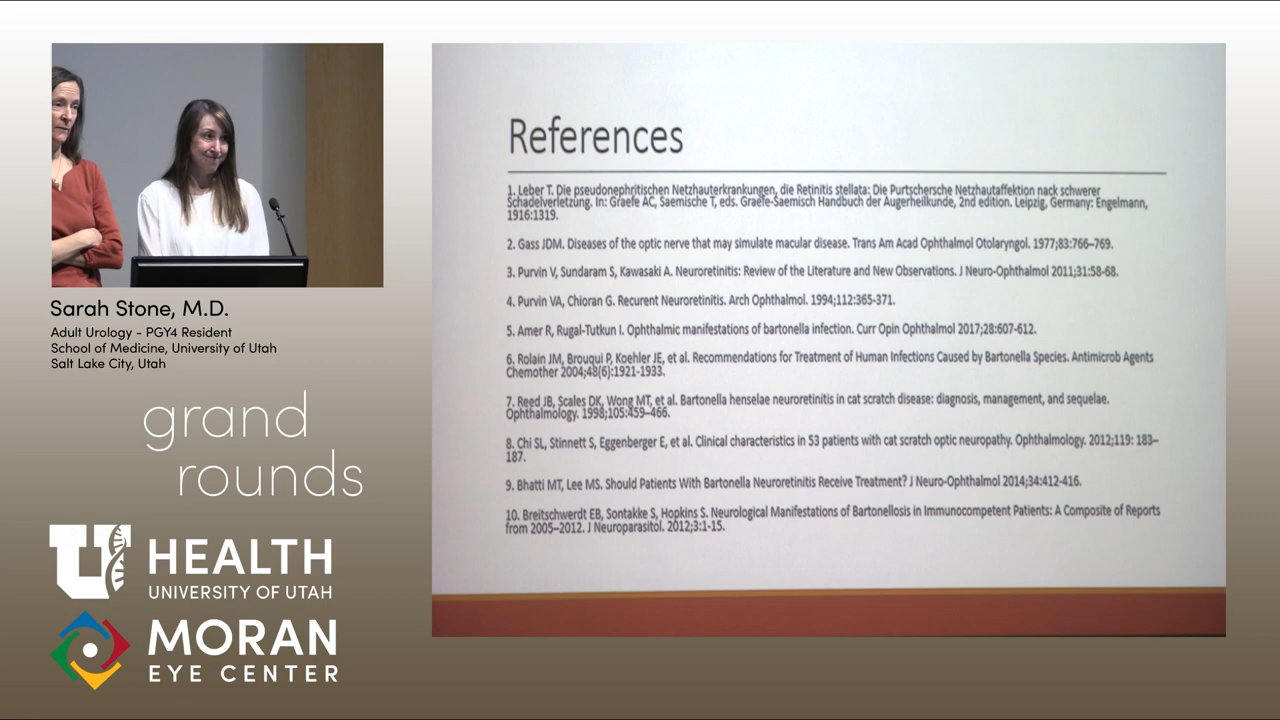 Sarah Stone, M.D.
Adult Urology - PGY4 Resident
School of Medicine, University of Utah
Salt Lake City, Utah
grand
rounds
U HEALTH
UNIVERSITY OF UTAH
MORAN
EYE CENTER
References
1. Leber T. Die pseudonephritischen Netzhauterkrankungen, die Retinitis stellata: Die Purtschersche Netzhautaffektion nack schwerer
Schadelverletzung. In: Graefe AC, Saemische T, eds. Graefe-Saemisch Handbuch der Augerheilkunde, 2nd edition. Leipzig, Germany: Engelmann,
1916:1319.
2. Gass JDM. Diseases of the optic nerve that may simulate macular disease. Trans Am Acad Ophthalmol Otolaryngol. 1977;83:766–769.
3. Purvin V, Sundaram S, Kawasaki A. Neuroretinitis: Review of the Literature and New Observations. J Neuro-Ophthalmol 2011;31:58-68.
4. Purvin VA, Chioran G. Recurent Neuroretinitis. Arch Ophthalmol. 1994;112:365-371.
5. Amer R, Rugal-Tutkun I. Ophthalmic manifestations of bartonella infection. Curr Opin Ophthalmol 2017;28:607-612.
6. Rolain JM, Brouqui P, Koehler JE, et al. Recommendations for Treatment of Human Infections Caused by Bartonella Species. Antimicrob Agents
Chemother 2004;48(6):1921-1933.
7. Reed JB, Scales DK, Wong MT, et al. Bartonella henselae neuroretinitis in cat scratch disease: diagnosis, management, and sequelae.
Ophthalmology. 1998;105:459–466.
8. Chi SL, Stinnett S, Eggenberger E, et al. Clinical characteristics in 53 patients with cat scratch optic neuropathy. Ophthalmology. 2012;119: 183–
187.
9. Bhatti MT, Lee MS. Should Patients With Bartonella Neuroretinitis Receive Treatment? J Neuro-Ophthalmol 2014;34:412-416.
10. Breitschwerdt EB, Sontakke S, Hopkins S. Neurological Manifestations of Bartonellosis in Immunocompetent Patients: A Composite of Reports
from 2005–2012. J Neuroparasitol. 2012;3:1-15.